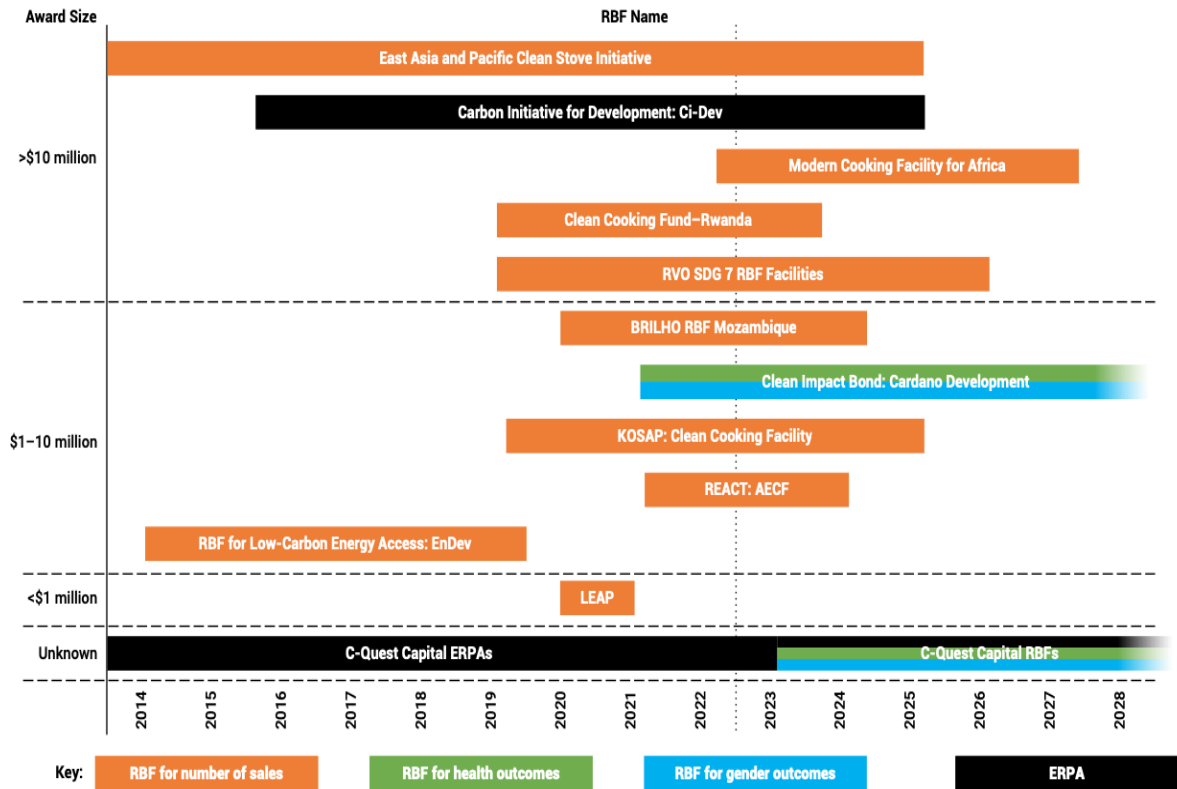 Award Size
RBF Name
East Asia and Pacific Clean Stove Initiative
Carbon Initiative for Development: Ci-Dev
>$10 million
Modern Cooking Facility for Africa
Clean Cooking Fund–Rwanda
RVO SDG 7 RBF Facilities
BRILHO RBF Mozambique
Clean Impact Bond: Cardano Development
$1–10 million
KOSAP: Clean Cooking Facility
REACT: AECF
RBF for Low-Carbon Energy Access: EnDev
<$1 million
LEAP
Unknown
C-Quest Capital ERPAs
C-Quest Capital RBFs
2014
2015
2016
2017
2018
2019
2020
2021
2022
2023
2024
2025
2026
2027
2028
Key:
RBF for number of sales
RBF for health outcomes
RBF for gender outcomes
ERPA